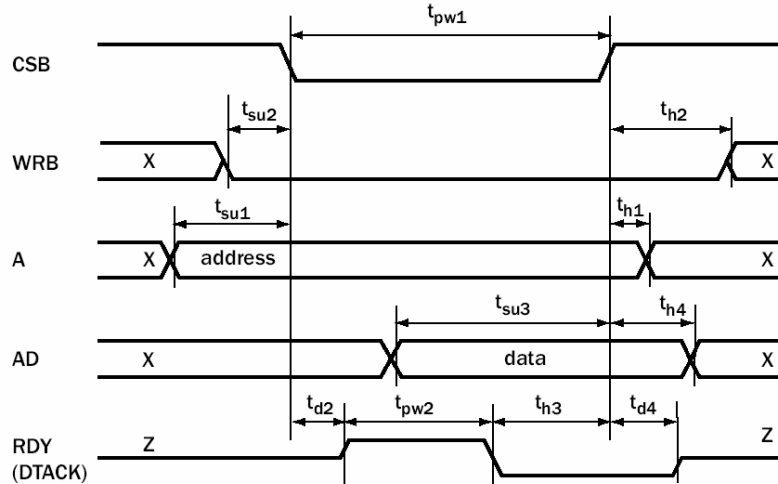 t_pw1
CSB
t_su2
t_h2
WRB X X
t_su1
t_h1
A X address X
t_su3
t_h4
AD X data X
t_d2 t_pw2 t_h3 t_d4
RDY Z Z
(DTACK)